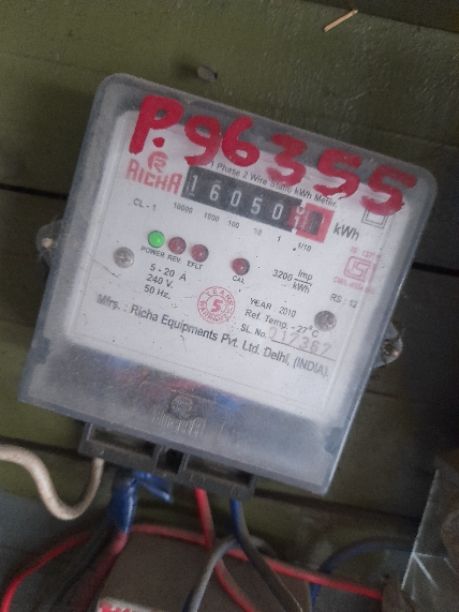 P.96355
RICHA
1 Phase 2 Wire Static kWh Meter
16050
kWh
CL-1 10000 1000 100 10 1 1/10
POWER REV EFLT CAL
3200 imp/kWh
5-20 A
240 V.
50 Hz.
YEAR 2010
Ref. Temp.-27°C
RS: 12
SL. No. 217367
Mfrs.: Richa Equipments Pvt. Ltd. Delhi, (INDIA).